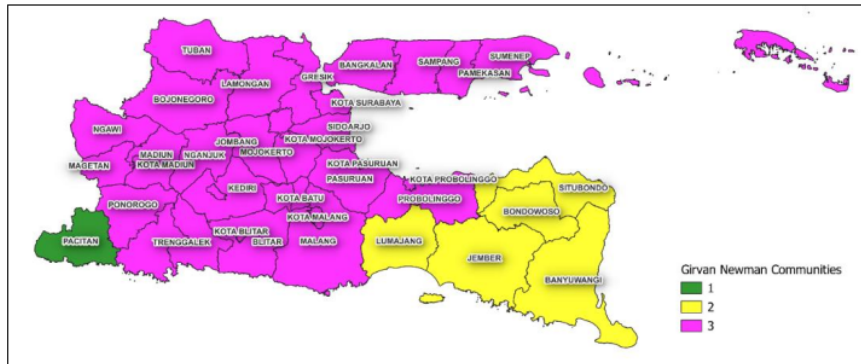 TUBAN
LAMONGAN
GRESIK
BANGKALAN
SAMPANG
SUMENEP
PAMEKASAN
BOJONEGORO
KOTA SURABAYA
NGAWI
SIDOARJO
JOMBANG
KOTA MOJOKERTO
MADIUN
NGANJUK
MOJOKERTO
MAGETAN
KOTA MADIUN
KOTA PASURUAN
PASURUAN
KOTA PROBOLINGGO
KEDIRI
SITUBONDO
PONOROGO
KOTA BATU
PROBOLINGGO
BONDOWOSO
KOTA MALANG
KOTA BLITAR
PACITAN
TRENGGALEK
BLITAR
MALANG
LUMAJANG
JEMBER
BANYUWANGI
Girvan Newman Communities
1
2
3